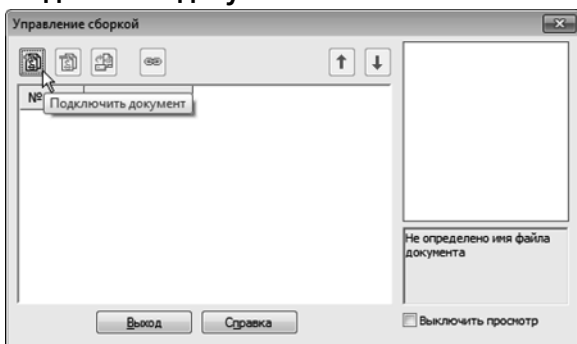 Управление сборкой
№
Подключить документ
Не определено имя файла
документа
Выход
Справка
Выключить просмотр